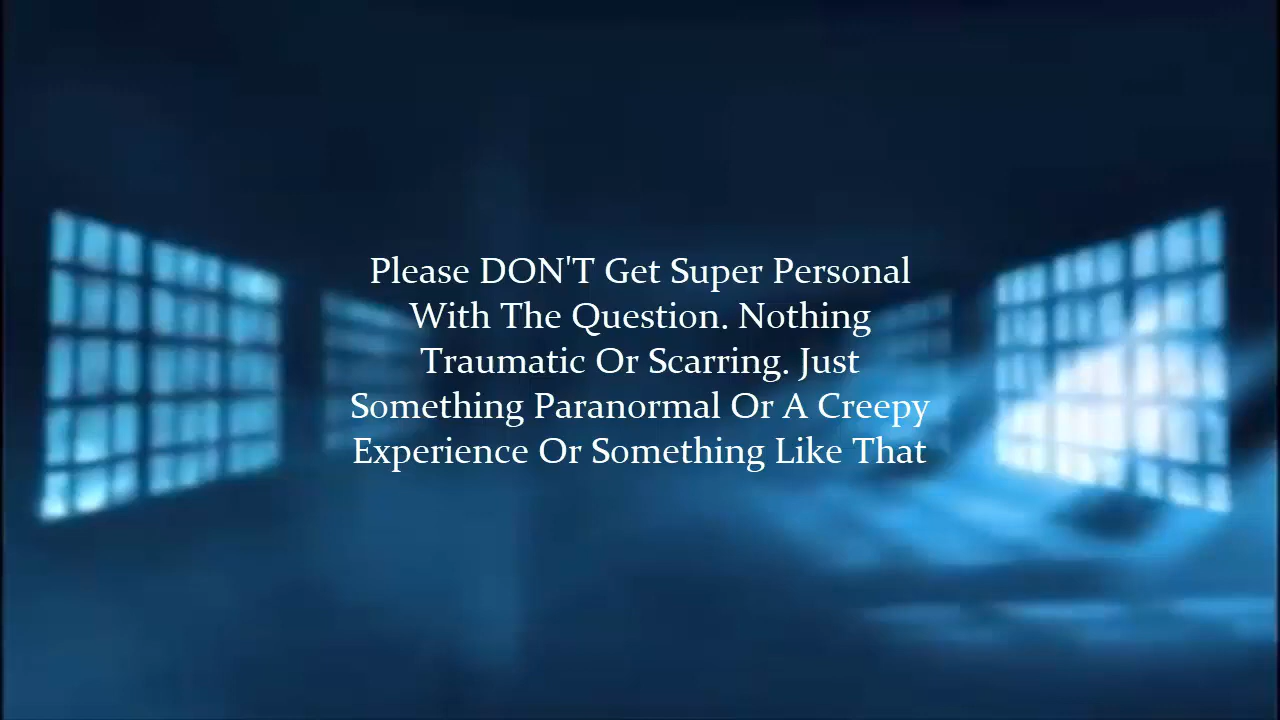 Please DON'T Get Super Personal
With The Question. Nothing
Traumatic Or Scarring. Just
Something Paranormal Or A Creepy
Experience Or Something Like That